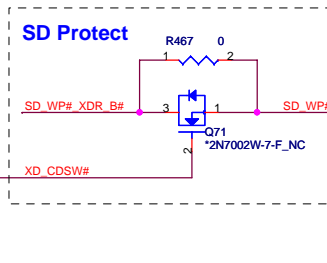 SD Protect
R467 0
1 2
SD_WP#_XDR_B# 3 1 SD_WP#
Q71
*2N7002W-7-F_NC
2
XD_CDSW#